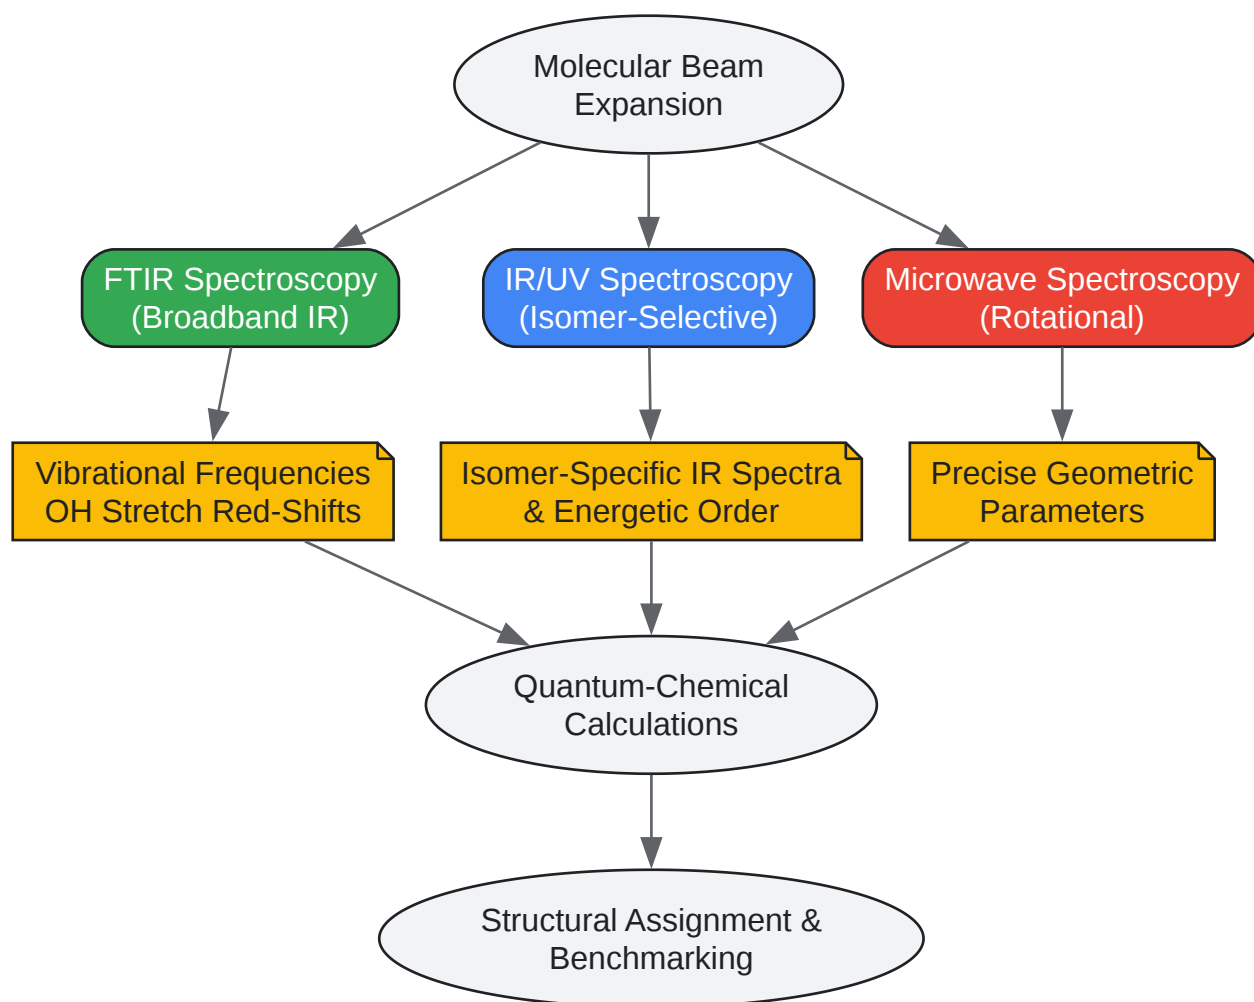 Molecular Beam
Expansion
FTIR Spectroscopy
(Broadband IR)
IR/UV Spectroscopy
(Isomer-Selective)
Microwave Spectroscopy
(Rotational)
Vibrational Frequencies
OH Stretch Red-Shifts
Isomer-Specific IR Spectra
& Energetic Order
Precise Geometric
Parameters
Quantum-Chemical
Calculations
Structural Assignment &
Benchmarking